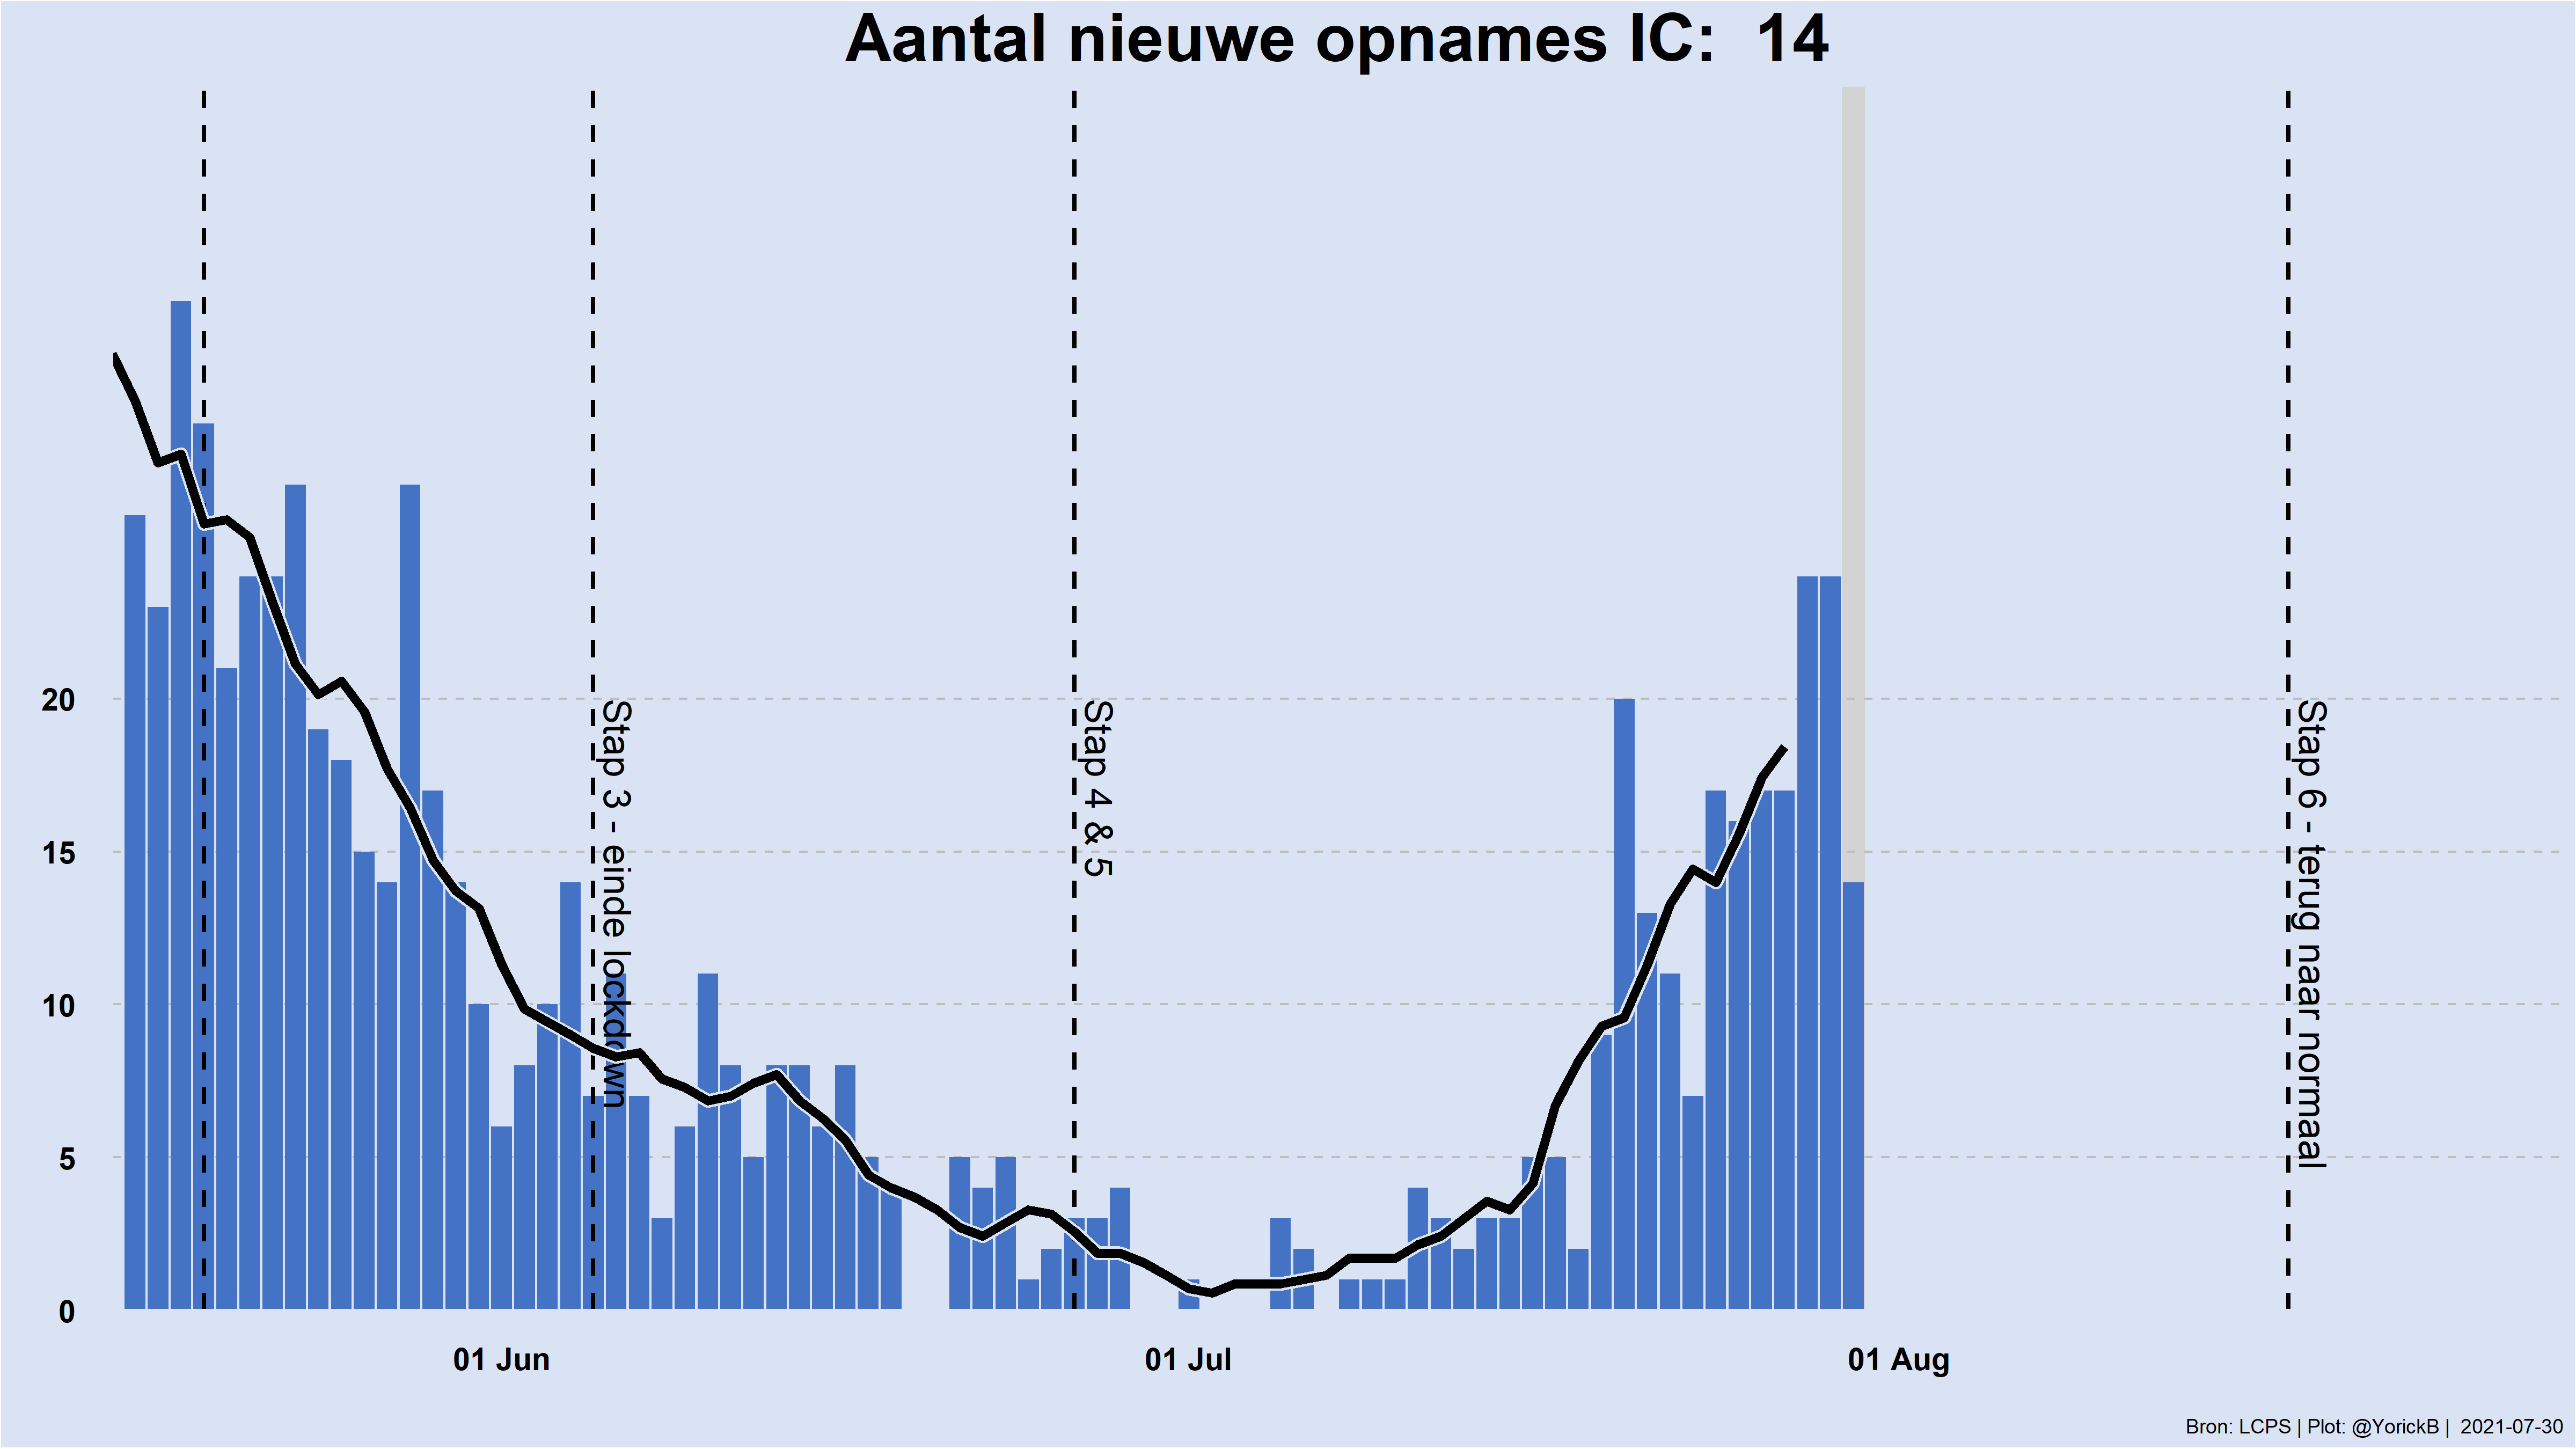 Aantal nieuwe opnames IC:  14
20
15
10
5
0
Stap 3 - einde lockdown
Stap 4 & 5
Stap 6 - terug naar normaal
01 Jun
01 Jul
01 Aug
Bron: LCPS | Plot: @YorickB |  2021-07-30